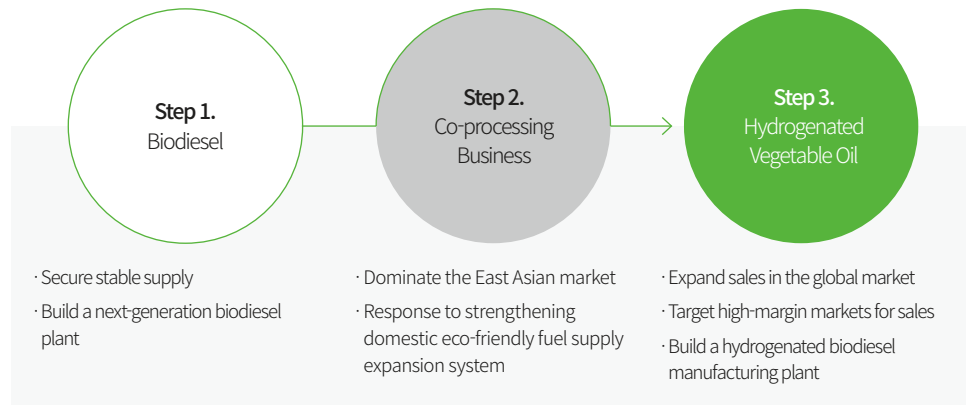 Step 1.
Biodiesel
Step 2.
Co-processing
Business
Step 3.
Hydrogenated
Vegetable Oil
· Secure stable supply
· Build a next-generation biodiesel
plant
· Dominate the East Asian market
· Response to strengthening
domestic eco-friendly fuel supply
expansion system
· Expand sales in the global market
· Target high-margin markets for sales
· Build a hydrogenated biodiesel
manufacturing plant